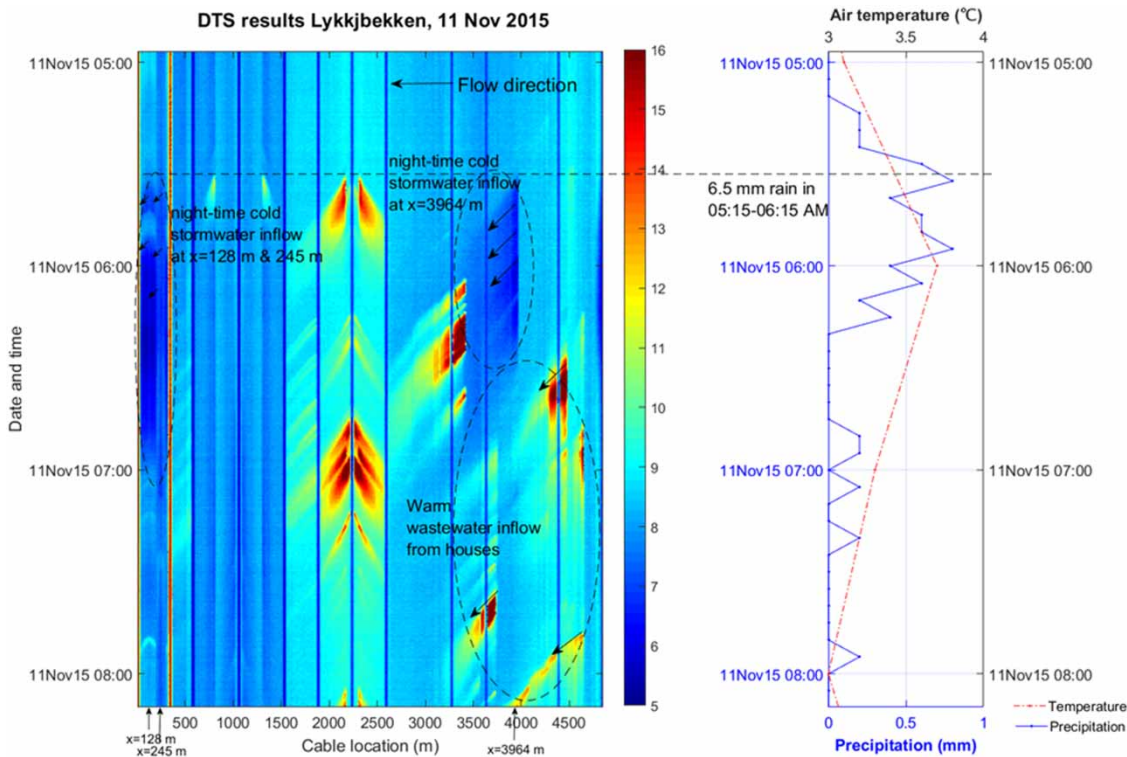 DTS results Lykkjbekken, 11 Nov 2015
Air temperature (℃)
3 3.5 4
11Nov15 05:00
11Nov15 06:00
11Nov15 07:00
11Nov15 08:00
Date and time
Flow direction
night-time cold
stormwater inflow
at x=3964 m
night-time cold
stormwater inflow
at x=128 m & 245 m
Warm
wastewater inflow
from houses
500 1000 1500 2000 2500 3000 3500 4000 4500
x=128 m
x=245 m
Cable location (m)
x=3964 m
16
15
14
13
12
11
10
9
8
7
6
5
6.5 mm rain in
05:15-06:15 AM
11Nov15 05:00
11Nov15 06:00
11Nov15 07:00
11Nov15 08:00
11Nov15 05:00
11Nov15 06:00
11Nov15 07:00
11Nov15 08:00
0 0.5 1
Precipitation (mm)
Temperature
Precipitation